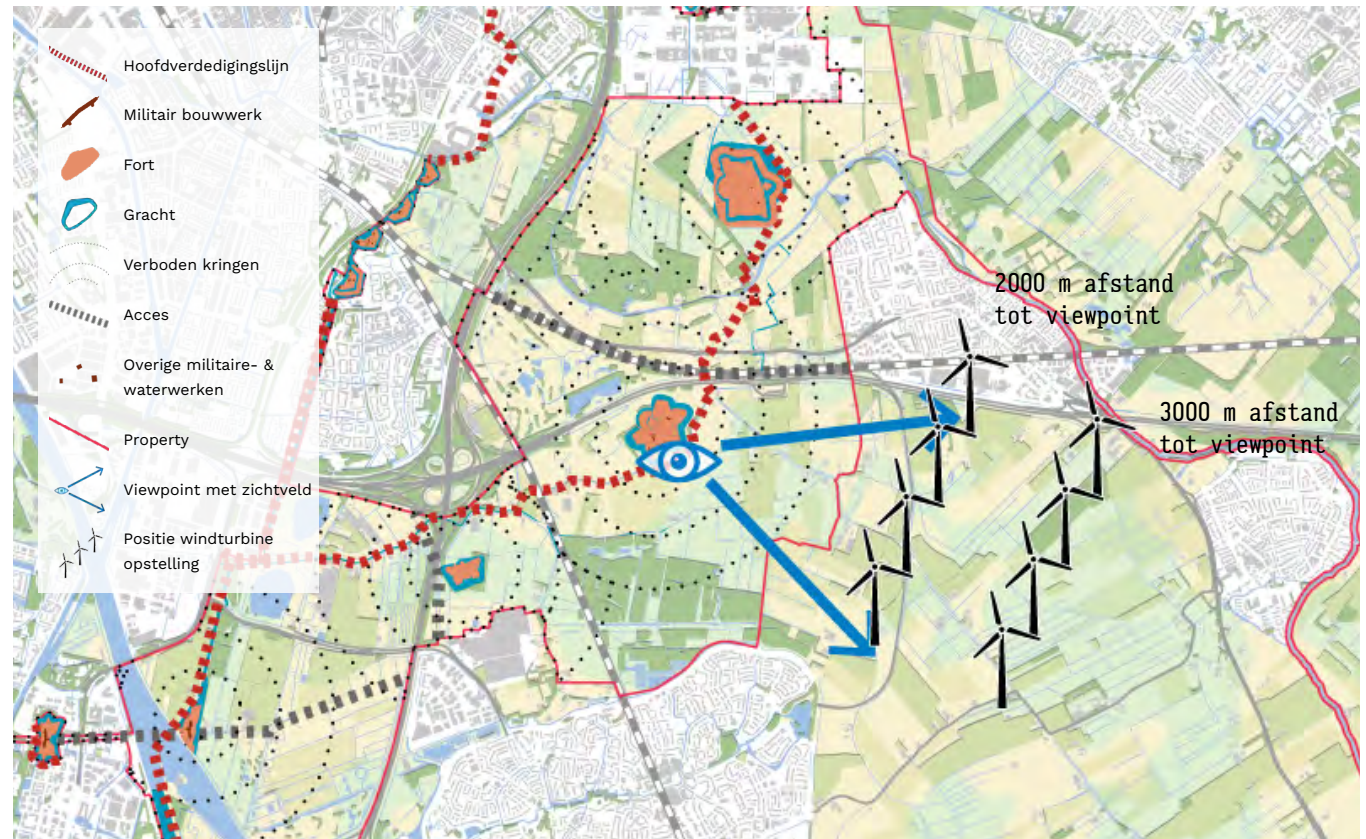 Hoofdverdedigingslijn
Militair bouwwerk
Fort
Gracht
Verboden kringen
Acces
Overige militaire- &
waterwerken
Property
Viewpoint met zichtveld
Positie windturbine
opstelling
2000 m afstand
tot viewpoint
3000 m afstand
tot viewpoint